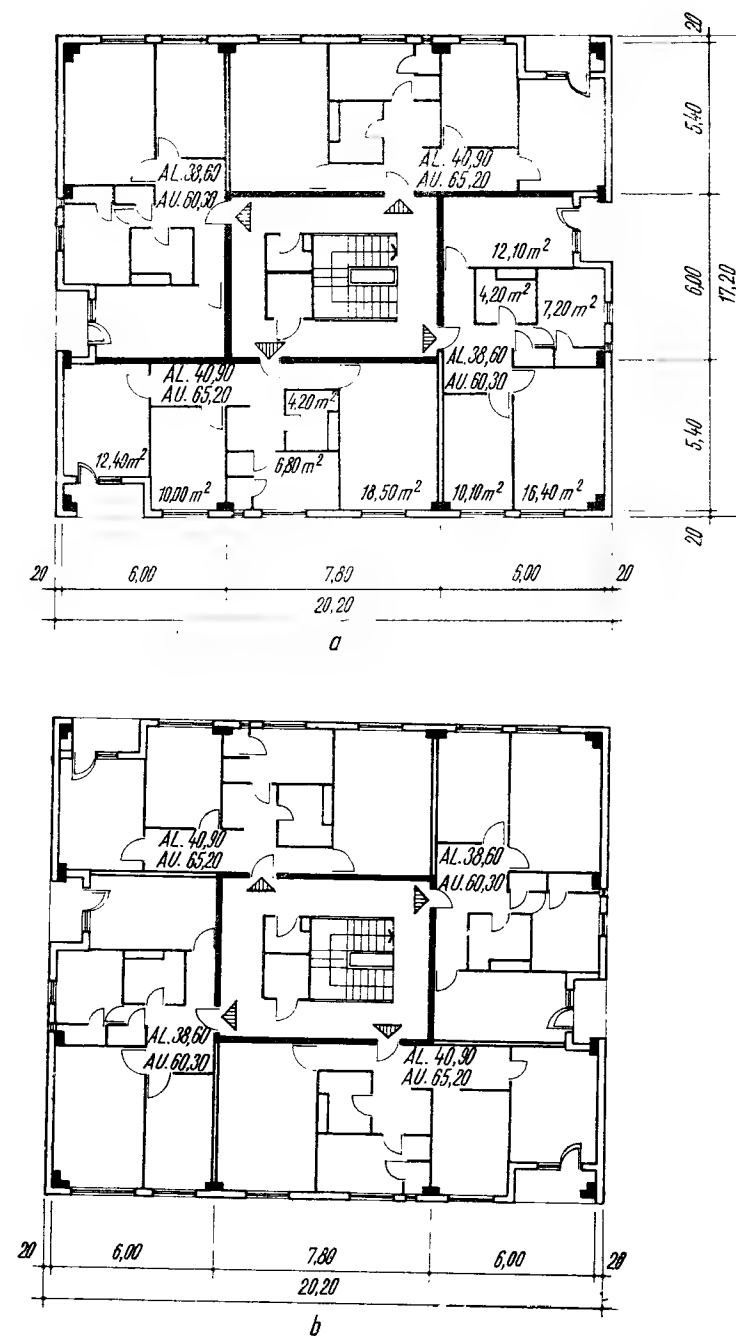 20
5,40
AL. 38,60
AU. 60,30
AL. 40,90
AU. 65,20
12,10 m²
4,20 m²
7,20 m²
6,00
17,20
AL. 40,90
AU. 65,20
AL. 38,60
AU. 60,30
4,20 m²
12,40 m²
6,80 m²
10,00 m²
18,50 m²
10,10 m²
16,40 m²
5,40
20
20 6,00 7,80 6,00 20
20,20
a
AL. 40,90
AU. 65,20
AL. 38,60
AU. 60,30
AL. 38,60
AU. 60,30
AL. 40,90
AU. 65,20
20 6,00 7,80 6,00 20
20,20
b